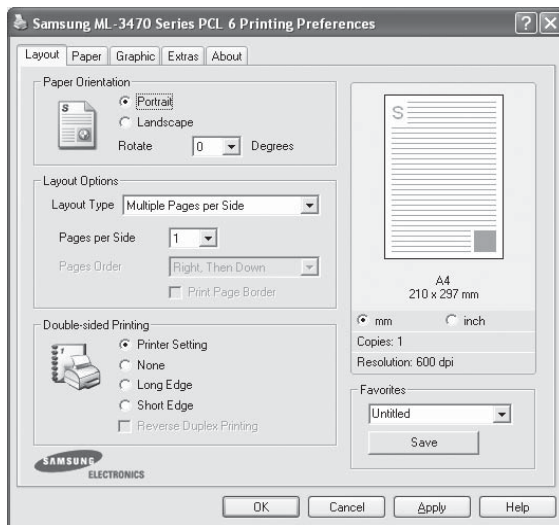 Samsung ML-3470 Series PCL 6 Printing Preferences
Layout Paper Graphic Extras About
Paper Orientation
S
Portrait
Landscape
Rotate 0 Degrees
Layout Options
Layout Type Multiple Pages per Side
Pages per Side 1
Pages Order Right, Then Down
Print Page Border
Double-sided Printing
Printer Setting
None
Long Edge
Short Edge
Reverse Duplex Printing
SAMSUNG
ELECTRONICS
S
A4
210 x 297 mm
mm inch
Copies: 1
Resolution: 600 dpi
Favorites
Untitled
Save
OK Cancel Apply Help